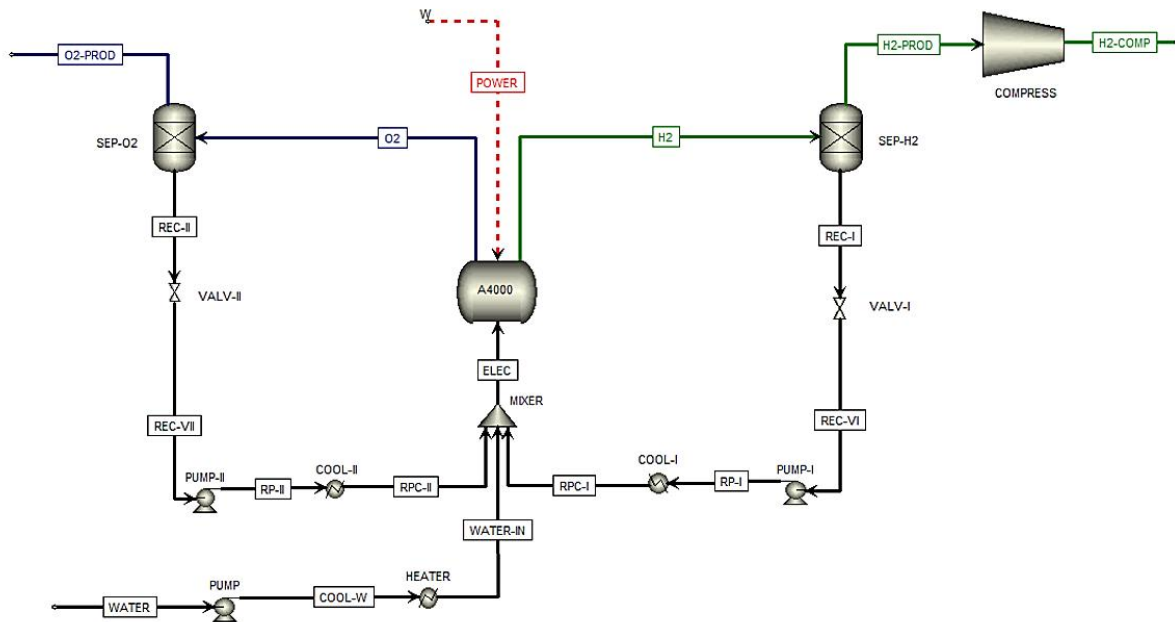 W
O2-PROD
H2-PROD
H2-COMP
POWER
COMPRESS
SEP-O2
O2
H2
SEP-H2
REC-II
REC-I
A4000
VALV-II
VALV-I
ELEC
MIXER
REC-VII
REC-VI
PUMP-II
COOL-II
COOL-I
PUMP-I
RP-II
RPC-II
RPC-I
RP-I
WATER-IN
PUMP
HEATER
COOL-W
WATER